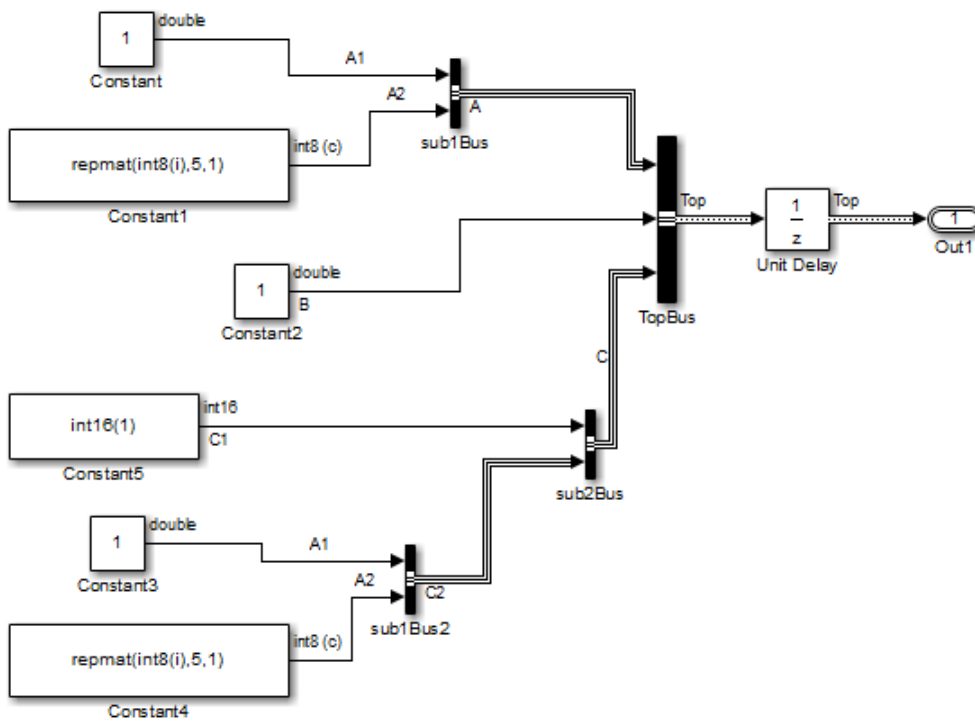 double
1
Constant
A1
A2
A
sub1Bus
repmat(int8(i),5,1)
int8 (c)
Constant1
double
1
B
Constant2
Top
TopBus
1
z
Unit Delay
Top
1
Out1
C
int16(1)
int16
C1
Constant5
sub2Bus
double
1
Constant3
A1
A2
C2
sub1Bus2
repmat(int8(i),5,1)
int8 (c)
Constant4